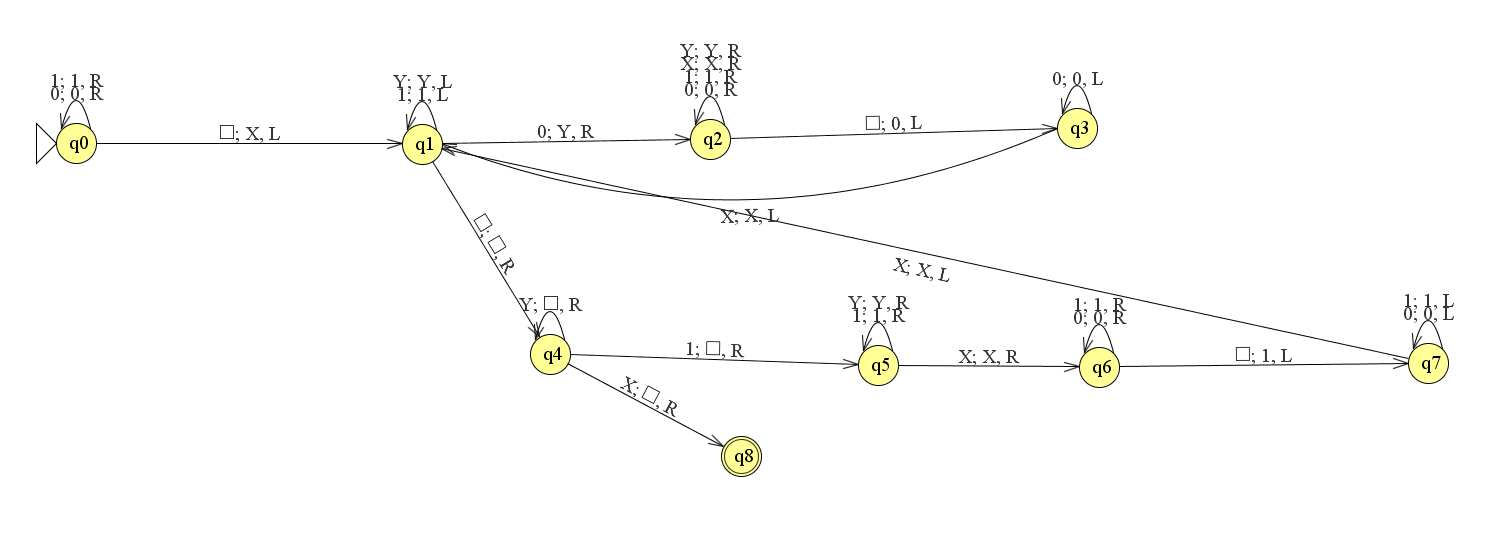 Y; Y, R
X; X, R
1; 1, R
0; 0, R
1; 1, R
0; 0, R
Y; Y, L
1; 1, L
0; 0, L
q0
□; X, L
q1
0; Y, R
q2
□; 0, L
q3
X; X, L
□; □, R
X; X, L
Y; □, R
Y; Y, R
1; 1, R
1; 1, R
0; 0, R
1; 1, L
0; 0, L
q4
1; □, R
q5
X; X, R
q6
□; 1, L
q7
X; □, R
q8